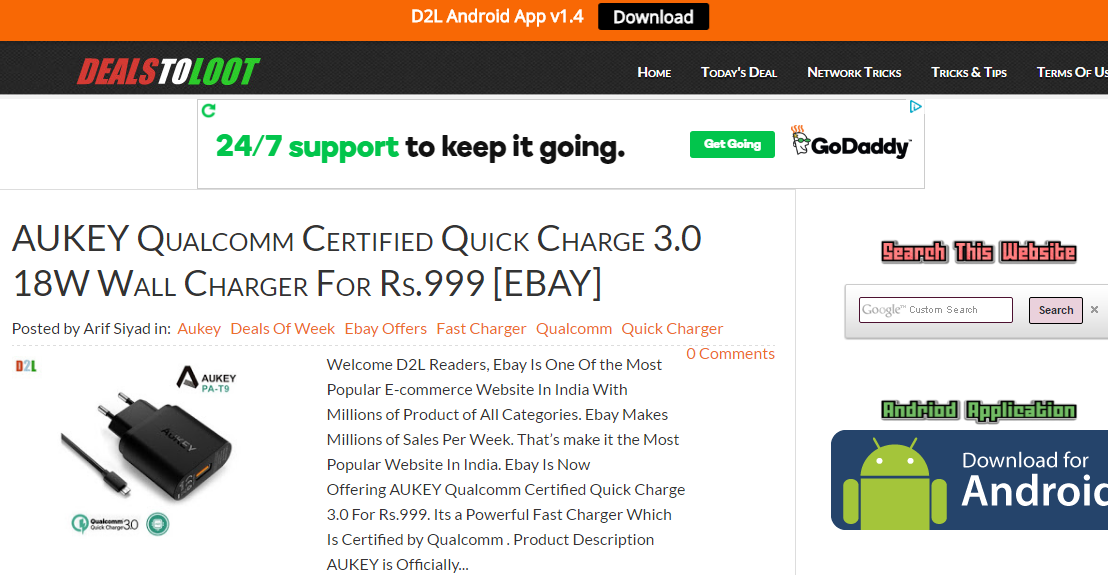 D2L Android App v1.4 Download
DEALSTOLOOT
Home Today's Deal Network Tricks Tricks & Tips Terms Of Us
24/7 support to keep it going. Get Going GoDaddy™
AUKEY Qualcomm Certified Quick Charge 3.0
18W Wall Charger For Rs.999 [EBAY]
Posted by Arif Siyad in: Aukey Deals Of Week Ebay Offers Fast Charger Qualcomm Quick Charger
0 Comments
D2L
AUKEY
PA-T9
AUKEY
Qualcomm
Quick Charge 3.0
Welcome D2L Readers, Ebay Is One Of the Most
Popular E-commerce Website In India With
Millions of Product of All Categories. Ebay Makes
Millions of Sales Per Week. That's make it the Most
Popular Website In India. Ebay Is Now
Offering AUKEY Qualcomm Certified Quick Charge
3.0 For Rs.999. Its a Powerful Fast Charger Which
Is Certified by Qualcomm . Product Description
AUKEY is Officially...
Search This Website
Google™ Custom Search Search ×
Andriod Application
Download for
Androi